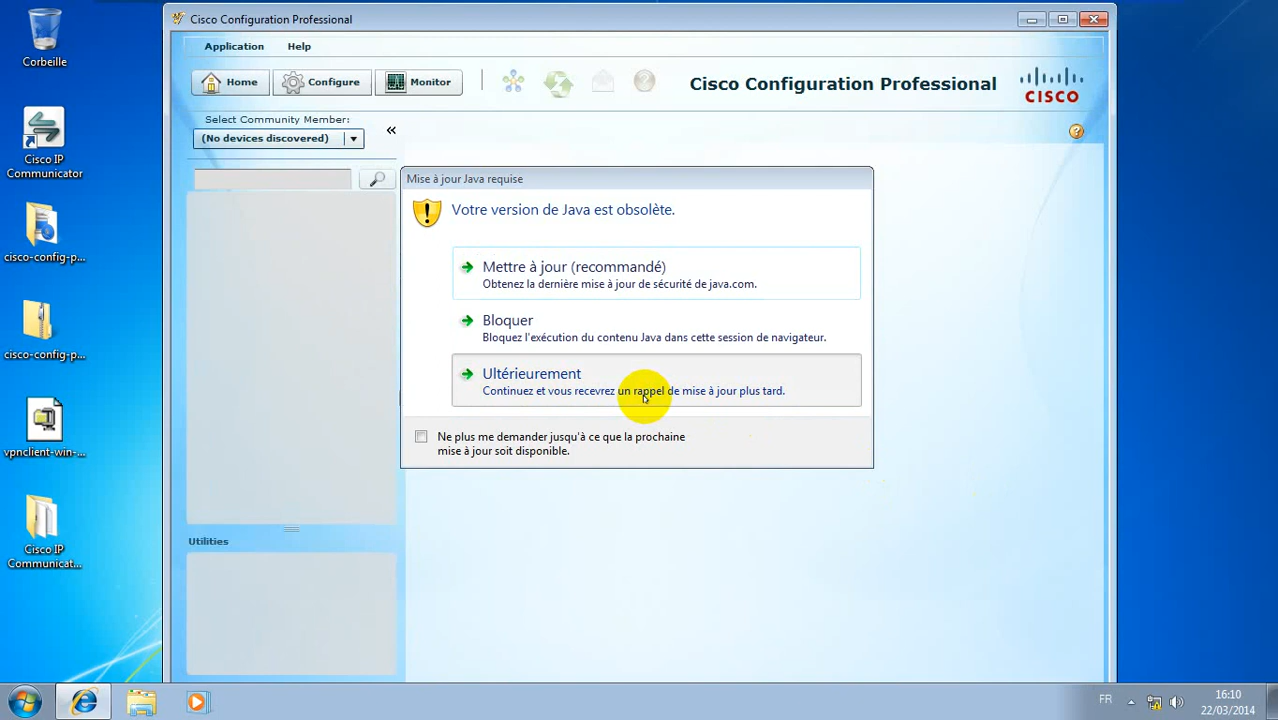 Corbeille
Cisco IP
Communicator
cisco-config-p...
cisco-config-p...
vpnclient-win-...
Cisco IP
Communicat...
Cisco Configuration Professional
Application
Help
Home
Configure
Monitor
Cisco Configuration Professional
CISCO
Select Community Member:
(No devices discovered)
«
Mise à jour Java requise
Votre version de Java est obsolète.
Mettre à jour (recommandé)
Obtenez la dernière mise à jour de sécurité de java.com.
Bloquer
Bloquez l'exécution du contenu Java dans cette session de navigateur.
Ultérieurement
Continuez et vous recevrez un rappel de mise à jour plus tard.
Ne plus me demander jusqu'à ce que la prochaine
mise à jour soit disponible.
Utilities
FR
16:10
22/03/2014